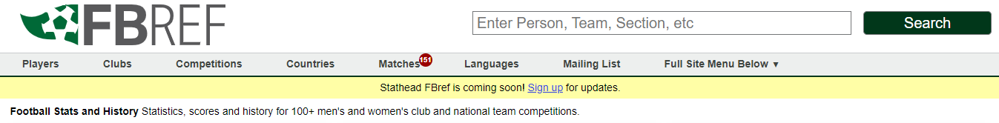 FBREF
Enter Person, Team, Section, etc
Search
Players Clubs Competitions Countries Matches 151 Languages Mailing List Full Site Menu Below ▼
Stathead FBref is coming soon! Sign up for updates.
Football Stats and History Statistics, scores and history for 100+ men's and women's club and national team competitions.